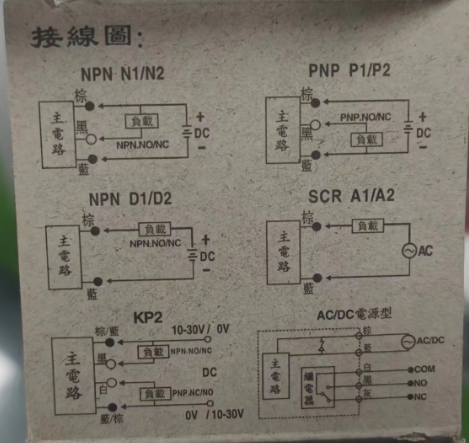 接線圖:
NPN N1/N2
棕
主電路
黑
負載
NPN.NO/NC
+
DC
-
藍
PNP P1/P2
棕
主電路
黑
PNP.NO/NC
負載
+
DC
-
藍
NPN D1/D2
棕
主電路
負載
NPN.NO/NC
+
DC
-
藍
SCR A1/A2
棕
主電路
負載
AC
藍
KP2
棕/藍
10-30V / 0V
主電路
黑
負載
NPN.NO/NC
DC
白
負載
PNP.NC/NO
藍/棕
0V / 10-30V
AC/DC電源型
棕
AC/DC
藍
主電路
繼電器
白
COM
黑
NO
灰
NC